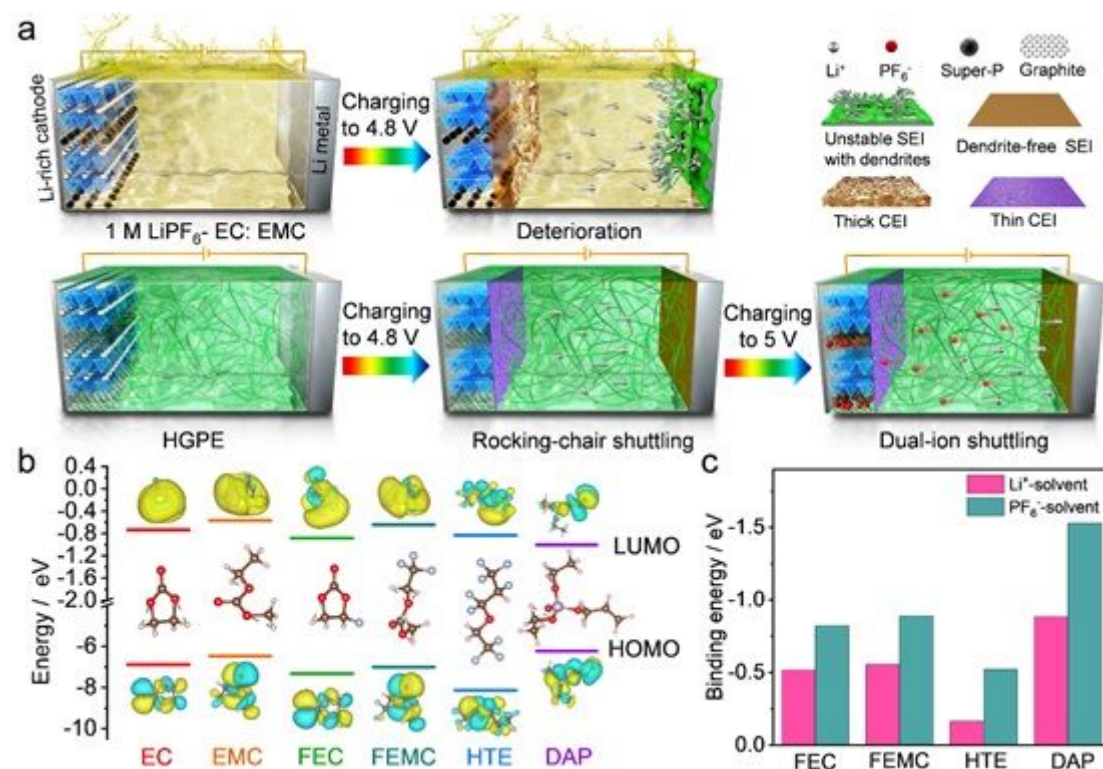 a
Li-rich cathode
Li metal
1 M LiPF₆- EC: EMC
Charging
to 4.8 V
Deterioration
Li⁺
PF₆⁻
Super-P
Graphite
Unstable SEI
with dendrites
Dendrite-free SEI
Thick CEI
Thin CEI
HGPE
Charging
to 4.8 V
Rocking-chair shuttling
Charging
to 5 V
Dual-ion shuttling
b
Energy / eV
0.4
0.0
-0.4
-0.8
-1.2
-1.6
-2.0
-6
-8
-10
LUMO
HOMO
EC
EMC
FEC
FEMC
HTE
DAP
c
Binding energy / eV
-1.5
-1.0
-0.5
0.0
Li⁺-solvent
PF₆⁻-solvent
FEC
FEMC
HTE
DAP